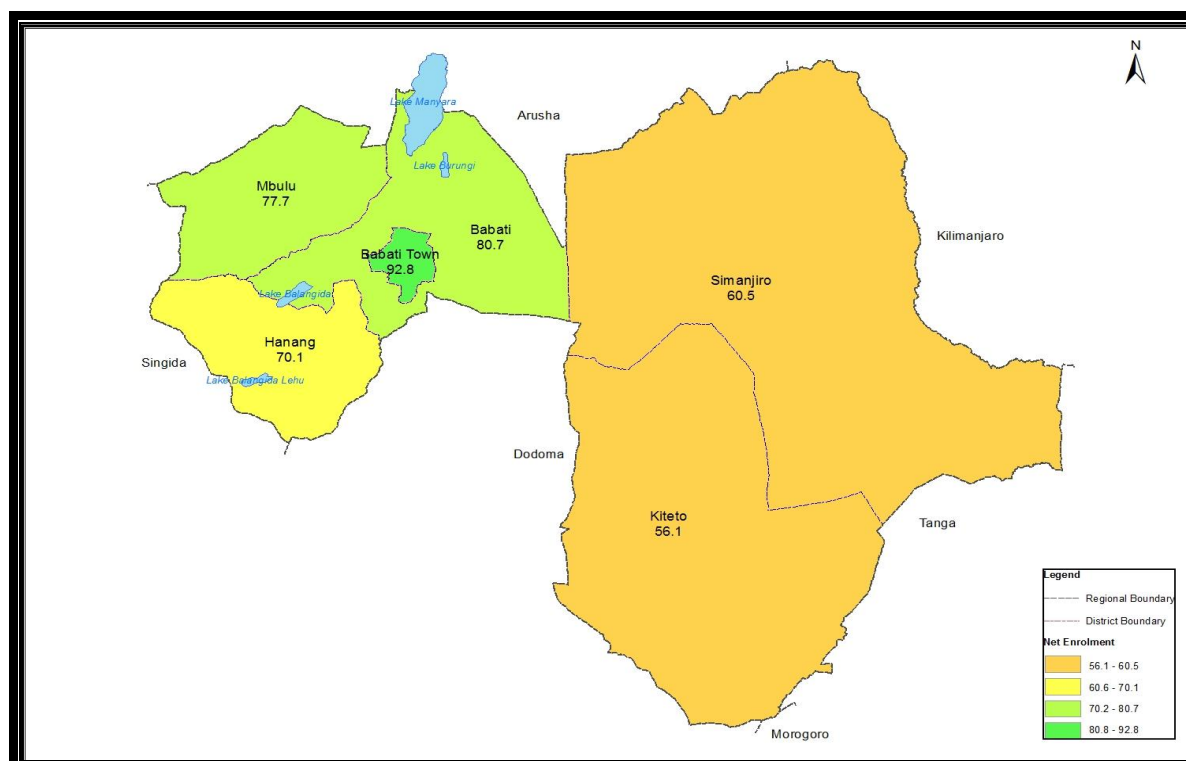 N
Lake Manyara
Arusha
Lake Burungi
Mbulu
77.7
Babati
80.7
Kilimanjaro
Babati Town
92.8
Simanjiro
60.5
Lake Balangida
Hanang
70.1
Singida
Lake Balangida Lehu
Dodoma
Kiteto
56.1
Tanga
Morogoro
Legend
Regional Boundary
District Boundary
Net Enrolment
56.1 - 60.5
60.6 - 70.1
70.2 - 80.7
80.8 - 92.8